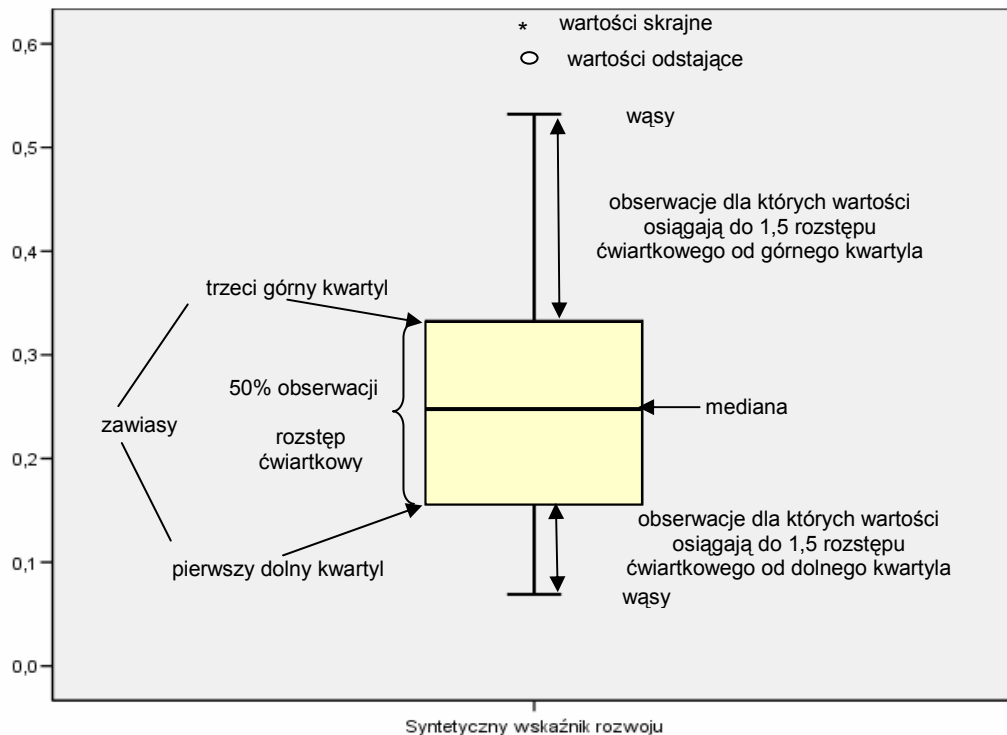 * wartości skrajne
wartości odstające
wąsy
obserwacje dla których wartości
osiągają do 1,5 rozstępu
ćwiartkowego od górnego kwartyla
trzeci górny kwartyl
50% obserwacji
mediana
zawiasy
rozstęp
ćwiartkowy
obserwacje dla których wartości
osiągają do 1,5 rozstępu
ćwiartkowego od dolnego kwartyla
pierwszy dolny kwartyl
wąsy
0,6
0,5
0,4
0,3
0,2
0,1
0,0
Syntetyczny wskaźnik rozwoju